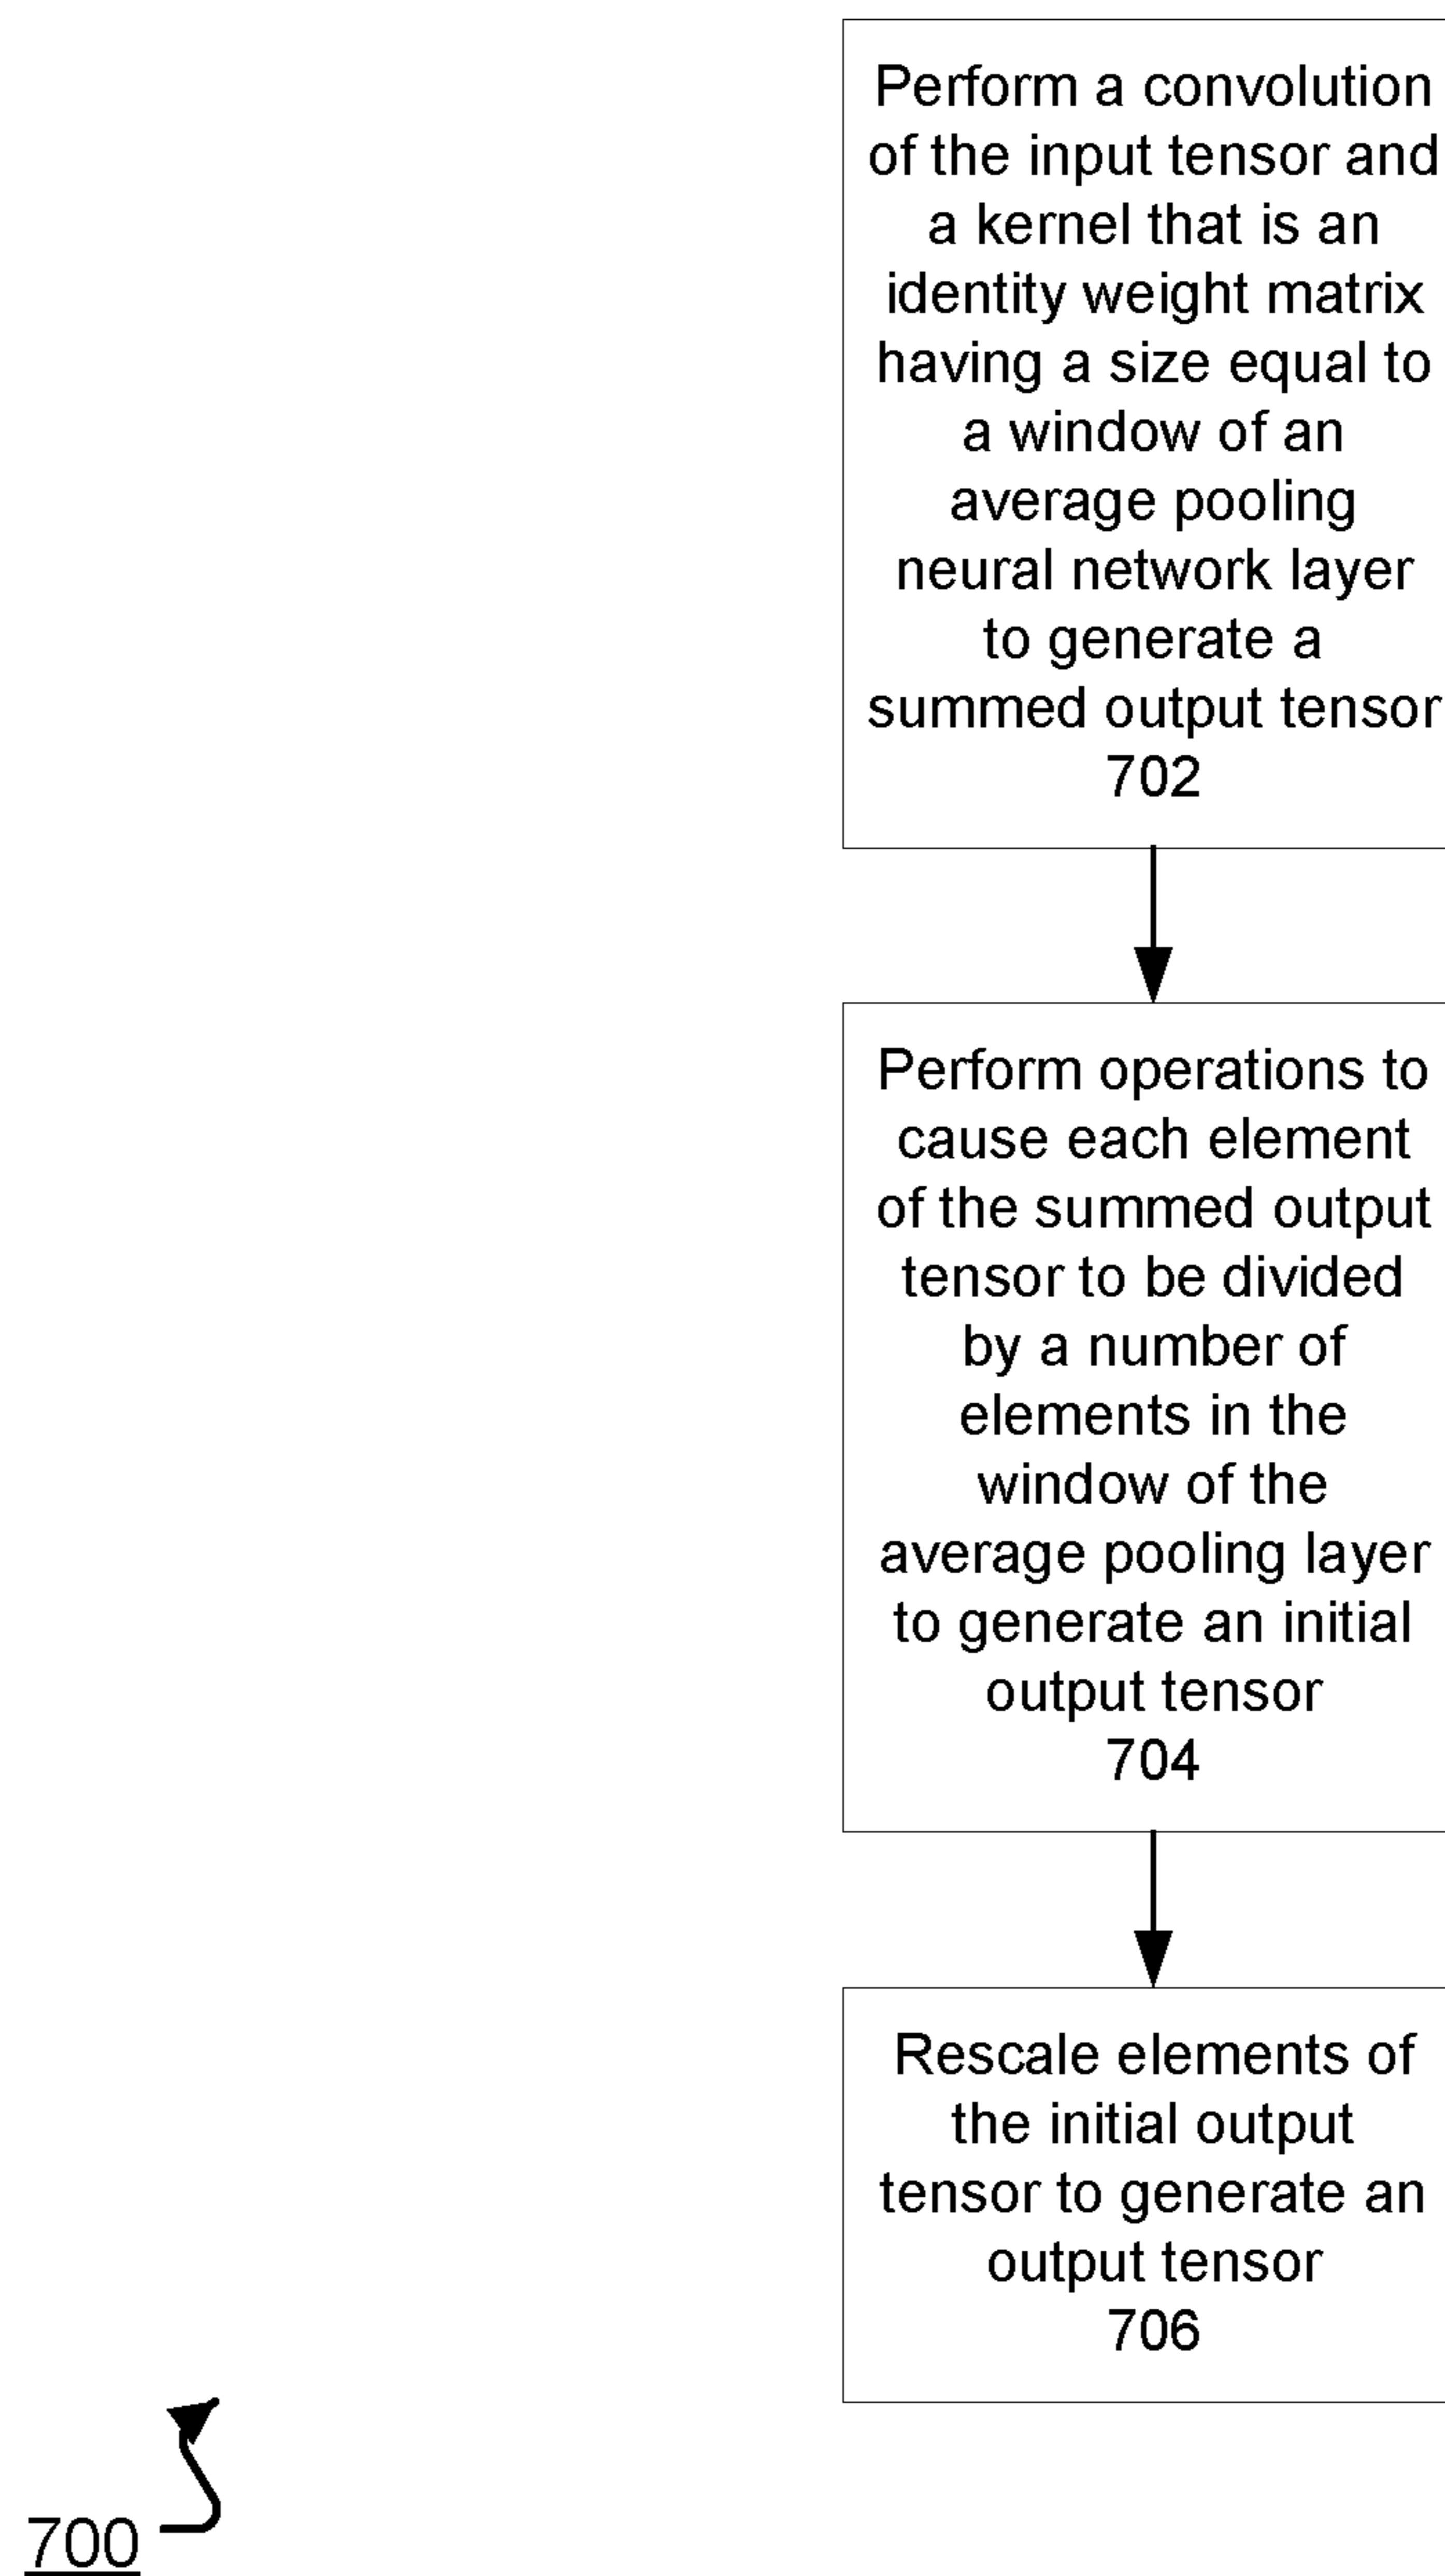 Perform a convolution
of the input tensor and
a kernel that is an
identity weight matrix
having a size equal to
a window of an
average pooling
neural network layer
to generate a
summed output tensor
702
Perform operations to
cause each element
of the summed output
tensor to be divided
by a number of
elements in the
window of the
average pooling layer
to generate an initial
output tensor
704
Rescale elements of
the initial output
tensor to generate an
output tensor
706
700